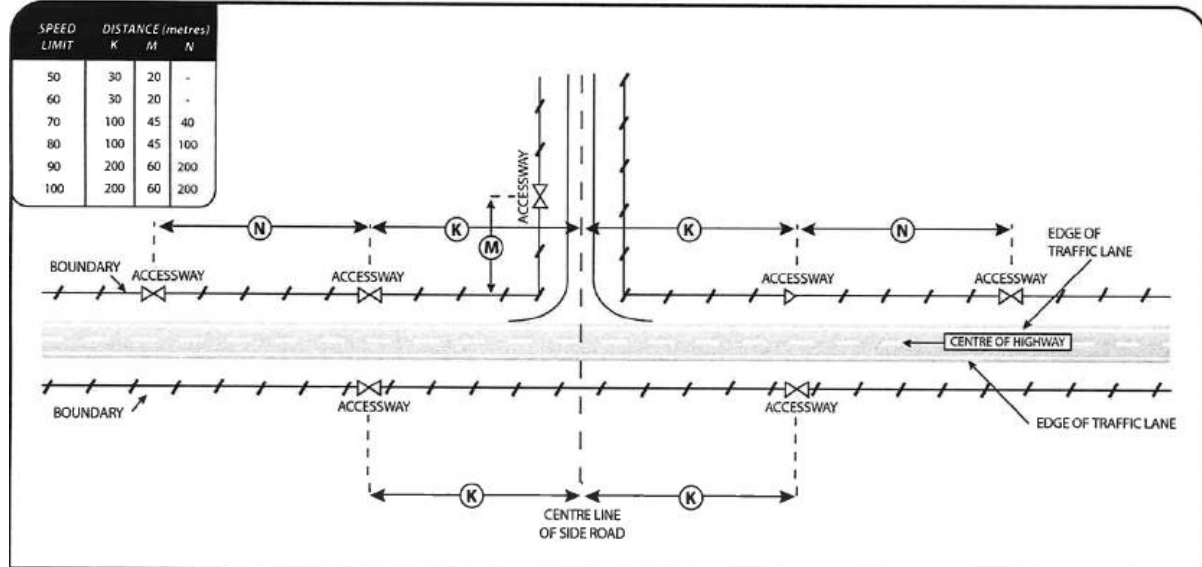 SPEED DISTANCE (metres)
LIMIT K M N
50 30 20 -
60 30 20 -
70 100 45 40
80 100 45 100
90 200 60 200
100 200 60 200
ACCESSWAY
N K K N
M
EDGE OF
TRAFFIC LANE
BOUNDARY
ACCESSWAY ACCESSWAY ACCESSWAY ACCESSWAY
CENTRE OF HIGHWAY
BOUNDARY
ACCESSWAY ACCESSWAY
EDGE OF TRAFFIC LANE
K K
CENTRE LINE
OF SIDE ROAD